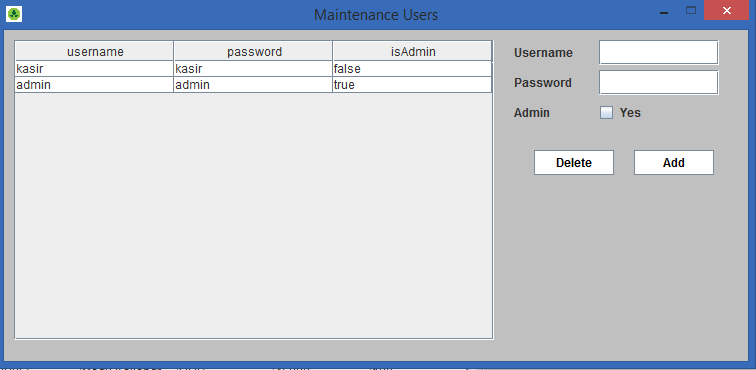 Maintenance Users
username password isAdmin
kasir kasir false
admin admin true
Username
Password
Admin Yes
Delete Add